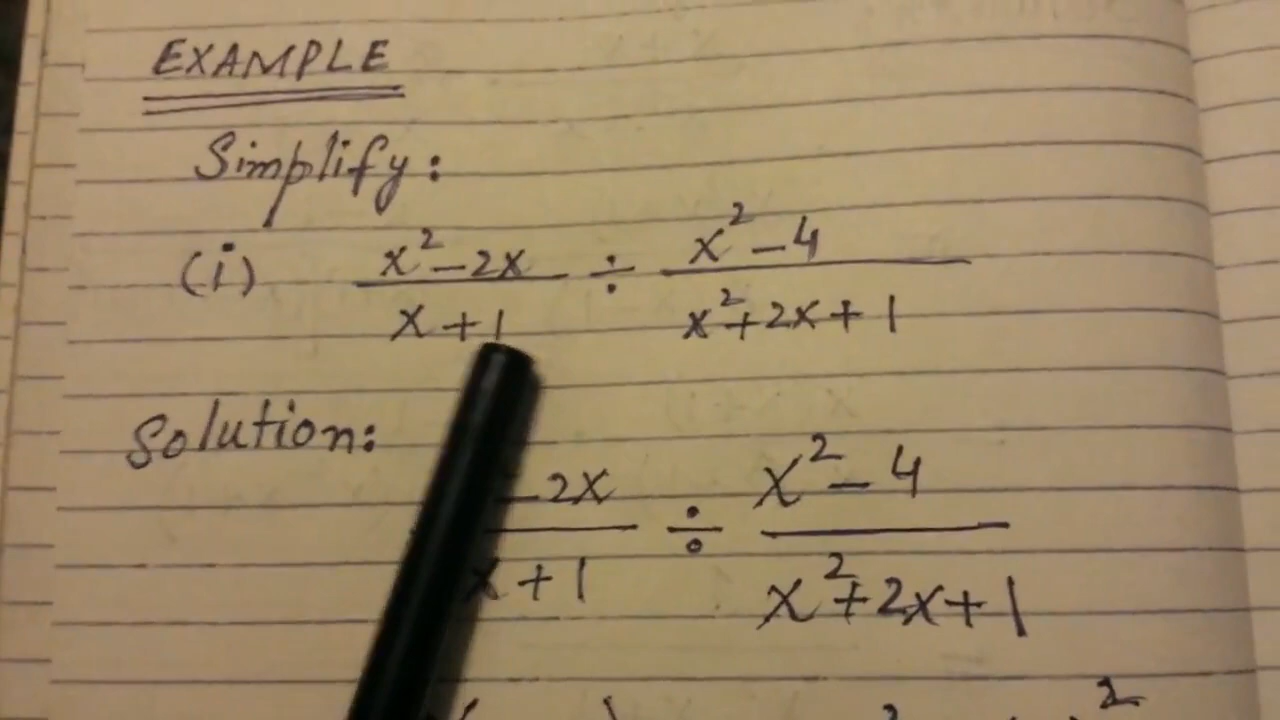 EXAMPLE
Simplify:
(i) x²-2x / x+1 ÷ x²-4 / x²+2x+1
Solution:
-2x / x+1 ÷ x²-4 / x²+2x+1